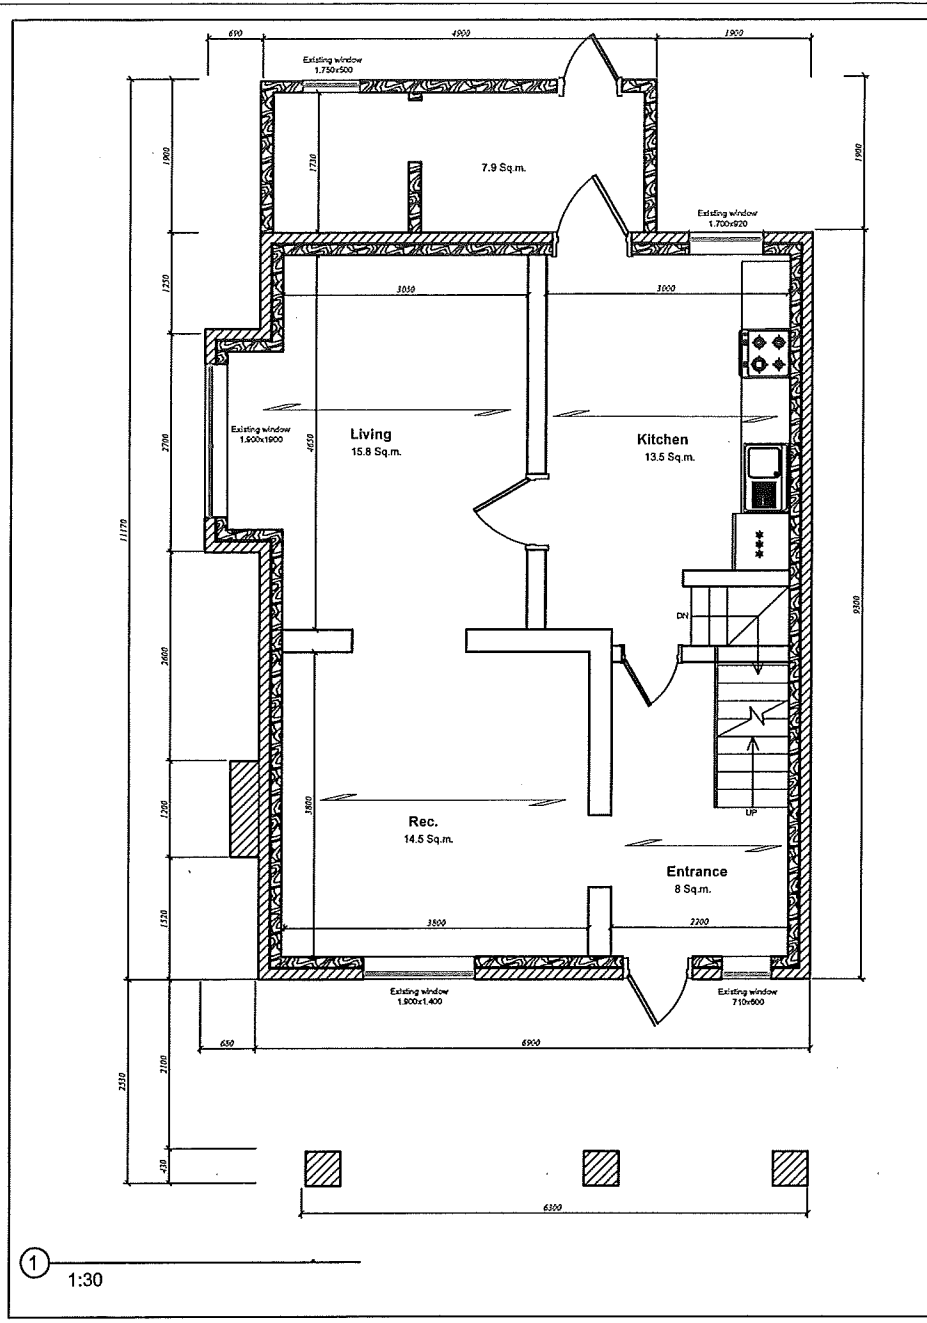 690
4900
1900
Existing window
1.750x500
1900
1730
7.9 Sq.m.
1900
Existing window
1.700x920
1250
3050
3000
Existing window
1.900x1900
Living
15.8 Sq.m.
4650
Kitchen
13.5 Sq.m.
2700
11170
9300
DN
2600
1200
3800
Rec.
14.5 Sq.m.
UP
Entrance
8 Sq.m.
1520
3800
2200
Existing window
1.900x1.400
Existing window
710x600
650
6900
2100
2530
430
6300
1
1:30